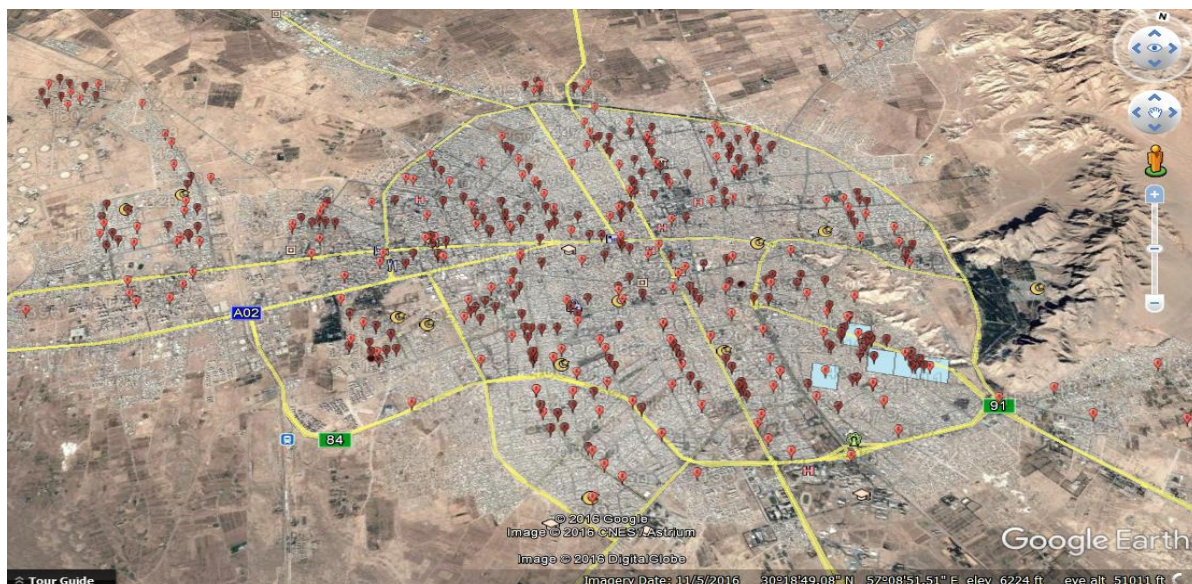 N
H
H
H
A02
84
91
H
© 2016 Google
Image © 2016 CNES / Astrium
Image © 2016 DigitalGlobe
Google Earth
Tour Guide
Imagery Date: 11/5/2016 30°18'49.08" N 57°08'51.51" E elev 6224 ft eye alt 51011 ft